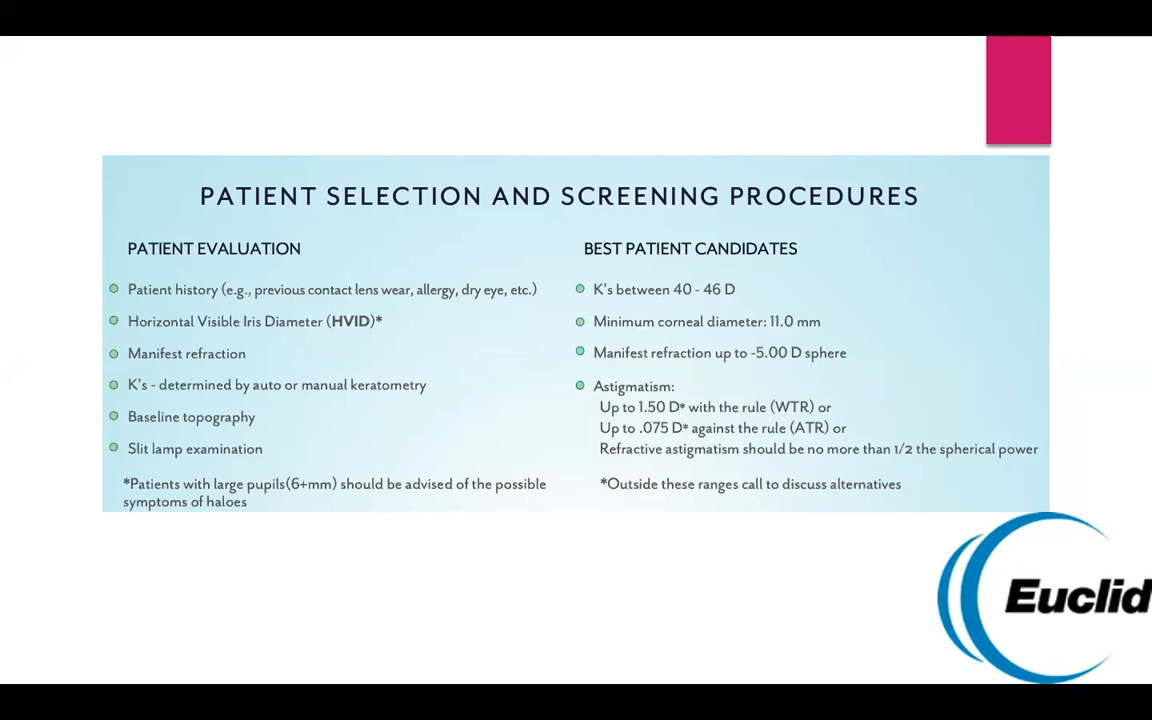 PATIENT SELECTION AND SCREENING PROCEDURES
PATIENT EVALUATION
Patient history (e.g., previous contact lens wear, allergy, dry eye, etc.)
Horizontal Visible Iris Diameter (HVID)*
Manifest refraction
K's - determined by auto or manual keratometry
Baseline topography
Slit lamp examination
*Patients with large pupils(6+mm) should be advised of the possible
symptoms of haloes
BEST PATIENT CANDIDATES
K's between 40 - 46 D
Minimum corneal diameter: 11.0 mm
Manifest refraction up to -5.00 D sphere
Astigmatism:
Up to 1.50 D* with the rule (WTR) or
Up to .075 D* against the rule (ATR) or
Refractive astigmatism should be no more than 1/2 the spherical power
*Outside these ranges call to discuss alternatives
Euclid